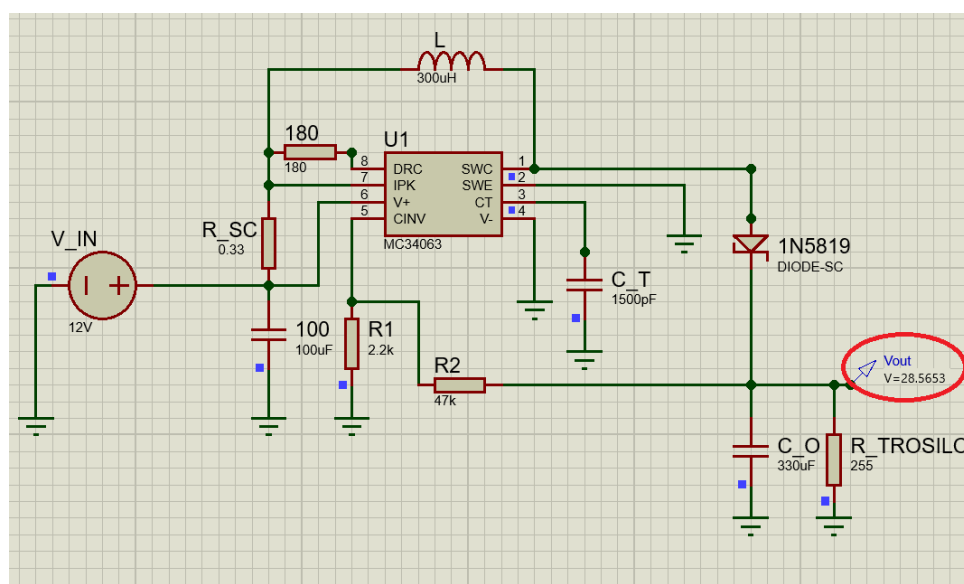 L
300uH
180
180
U1
8 DRC SWC 1
7 IPK SWE 2
6 V+ CT 3
5 CINV V- 4
MC34063
R_SC
0.33
V_IN
12V
1N5819
DIODE-SC
C_T
1500pF
100
100uF
R1
2.2k
R2
47k
Vout
V=28.5653
C_O
330uF
R_TROSILO
255